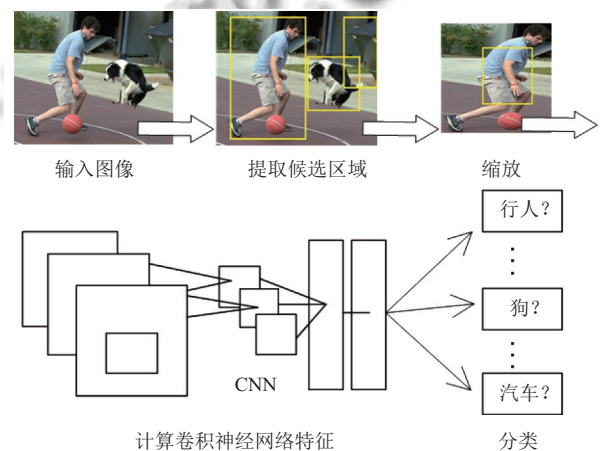 输入图像
提取候选区域
缩放
行人？
狗？
汽车？
CNN
计算卷积神经网络特征
分类